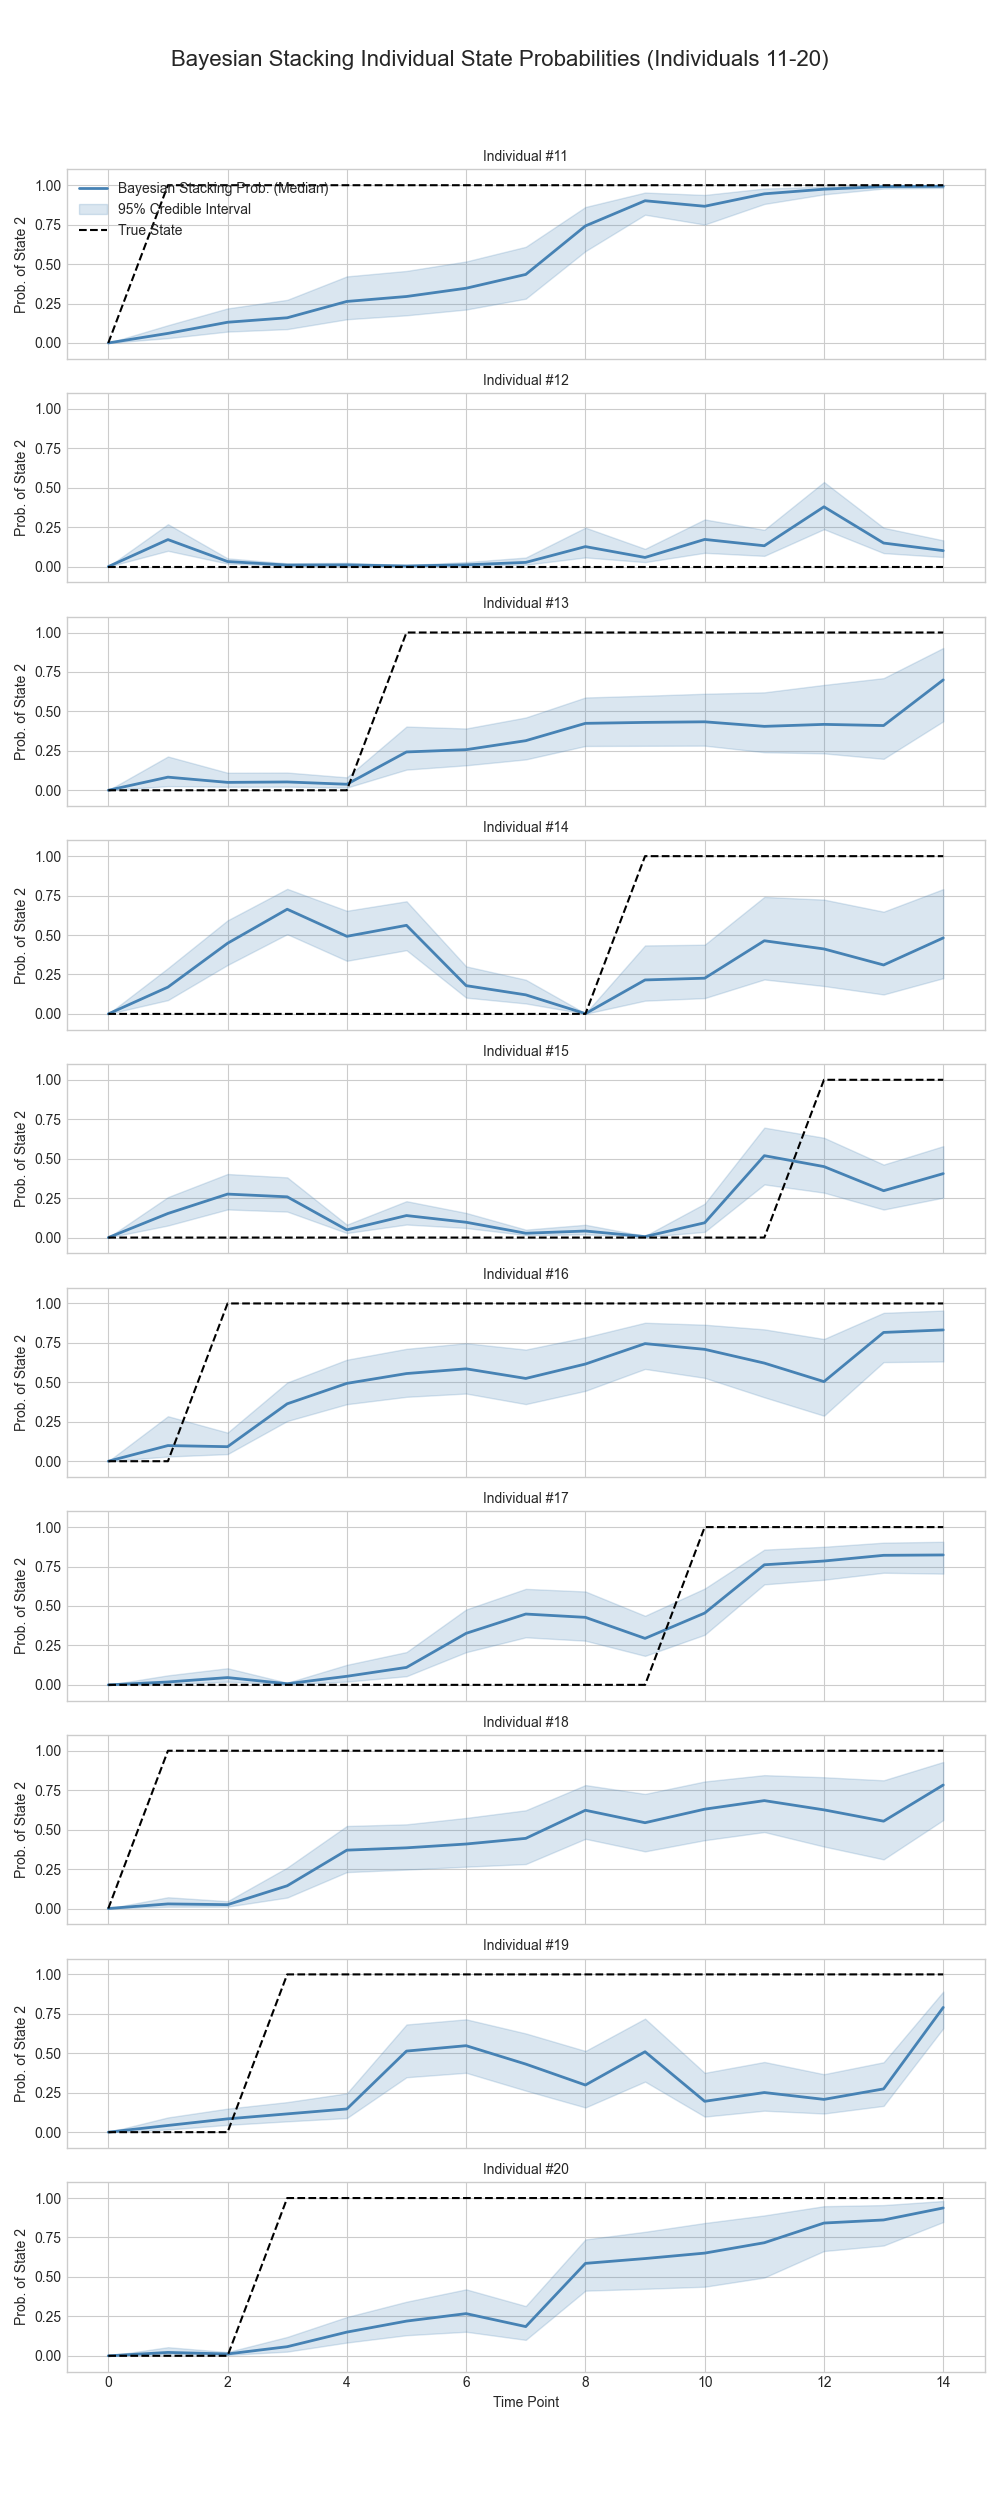 Bayesian Stacking Individual State Probabilities (Individuals 11-20)
Individual #11
Bayesian Stacking Prob. (Median)
95% Credible Interval
True State
Prob. of State 2
1.00
0.75
0.50
0.25
0.00
Individual #12
Prob. of State 2
1.00
0.75
0.50
0.25
0.00
Individual #13
Prob. of State 2
1.00
0.75
0.50
0.25
0.00
Individual #14
Prob. of State 2
1.00
0.75
0.50
0.25
0.00
Individual #15
Prob. of State 2
1.00
0.75
0.50
0.25
0.00
Individual #16
Prob. of State 2
1.00
0.75
0.50
0.25
0.00
Individual #17
Prob. of State 2
1.00
0.75
0.50
0.25
0.00
Individual #18
Prob. of State 2
1.00
0.75
0.50
0.25
0.00
Individual #19
Prob. of State 2
1.00
0.75
0.50
0.25
0.00
Individual #20
Prob. of State 2
1.00
0.75
0.50
0.25
0.00
0 2 4 6 8 10 12 14
Time Point